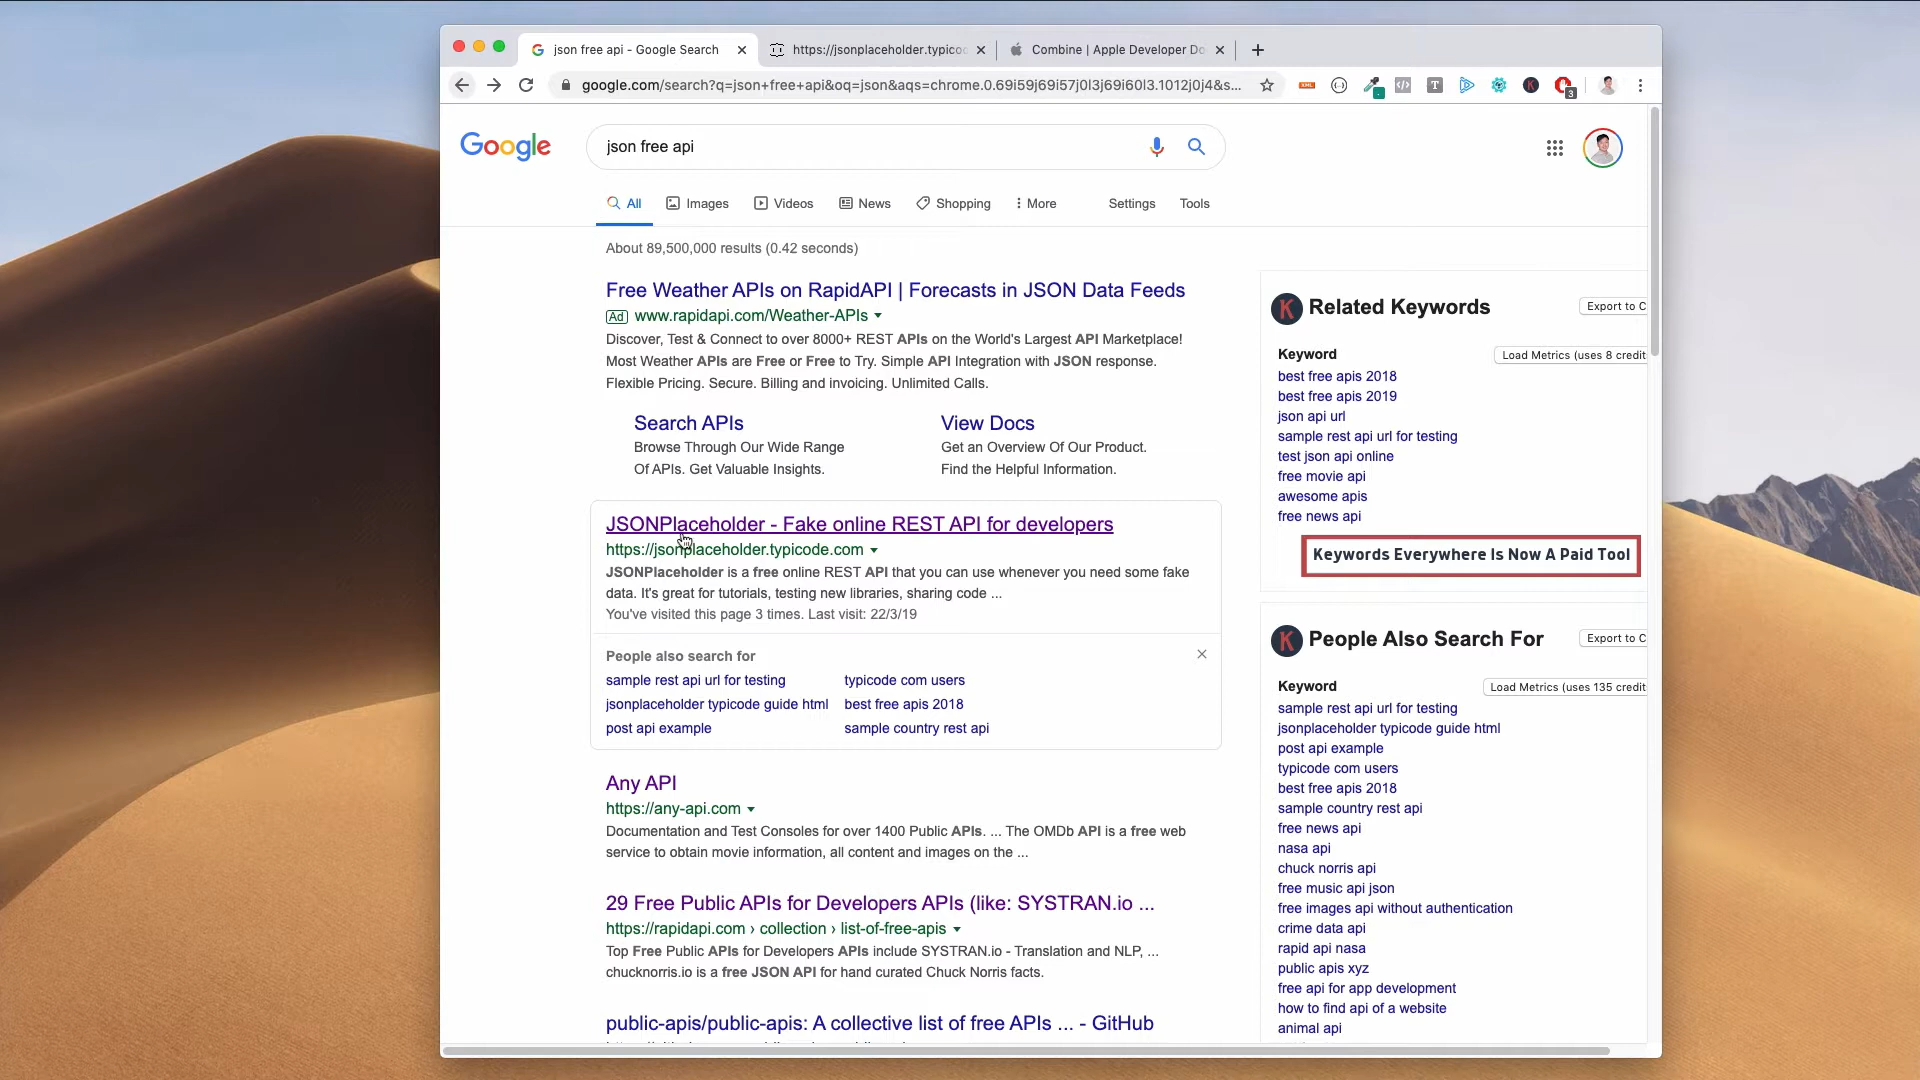 json free api - Google Search
https://jsonplaceholder.typico
Combine | Apple Developer Do
google.com/search?q=json+free+api&oq=json&aqs=chrome.0.69i59j69i57j0l3j69i60l3.1012j0j4&s...
XML
T
K
3
Google
json free api
All
Images
Videos
News
Shopping
More
Settings
Tools
About 89,500,000 results (0.42 seconds)
Free Weather APIs on RapidAPI | Forecasts in JSON Data Feeds
Ad www.rapidapi.com/Weather-APIs
Discover, Test & Connect to over 8000+ REST APIs on the World's Largest API Marketplace!
Most Weather APIs are Free or Free to Try. Simple API Integration with JSON response.
Flexible Pricing. Secure. Billing and invoicing. Unlimited Calls.
Search APIs
Browse Through Our Wide Range
Of APIs. Get Valuable Insights.
View Docs
Get an Overview Of Our Product.
Find the Helpful Information.
JSONPlaceholder - Fake online REST API for developers
https://jsonplaceholder.typicode.com
JSONPlaceholder is a free online REST API that you can use whenever you need some fake
data. It's great for tutorials, testing new libraries, sharing code ...
You've visited this page 3 times. Last visit: 22/3/19
People also search for
sample rest api url for testing
typicode com users
jsonplaceholder typicode guide html
best free apis 2018
post api example
sample country rest api
Any API
https://any-api.com
Documentation and Test Consoles for over 1400 Public APIs. ... The OMDb API is a free web
service to obtain movie information, all content and images on the ...
29 Free Public APIs for Developers APIs (like: SYSTRAN.io ...
https://rapidapi.com › collection › list-of-free-apis
Top Free Public APIs for Developers APIs include SYSTRAN.io - Translation and NLP, ...
chucknorris.io is a free JSON API for hand curated Chuck Norris facts.
public-apis/public-apis: A collective list of free APIs ... - GitHub
K Related Keywords
Export to C
Keyword
Load Metrics (uses 8 credit
best free apis 2018
best free apis 2019
json api url
sample rest api url for testing
test json api online
free movie api
awesome apis
free news api
Keywords Everywhere Is Now A Paid Tool
K People Also Search For
Export to C
Keyword
Load Metrics (uses 135 credit
sample rest api url for testing
jsonplaceholder typicode guide html
post api example
typicode com users
best free apis 2018
sample country rest api
free news api
nasa api
chuck norris api
free music api json
free images api without authentication
crime data api
rapid api nasa
public apis xyz
free api for app development
how to find api of a website
animal api